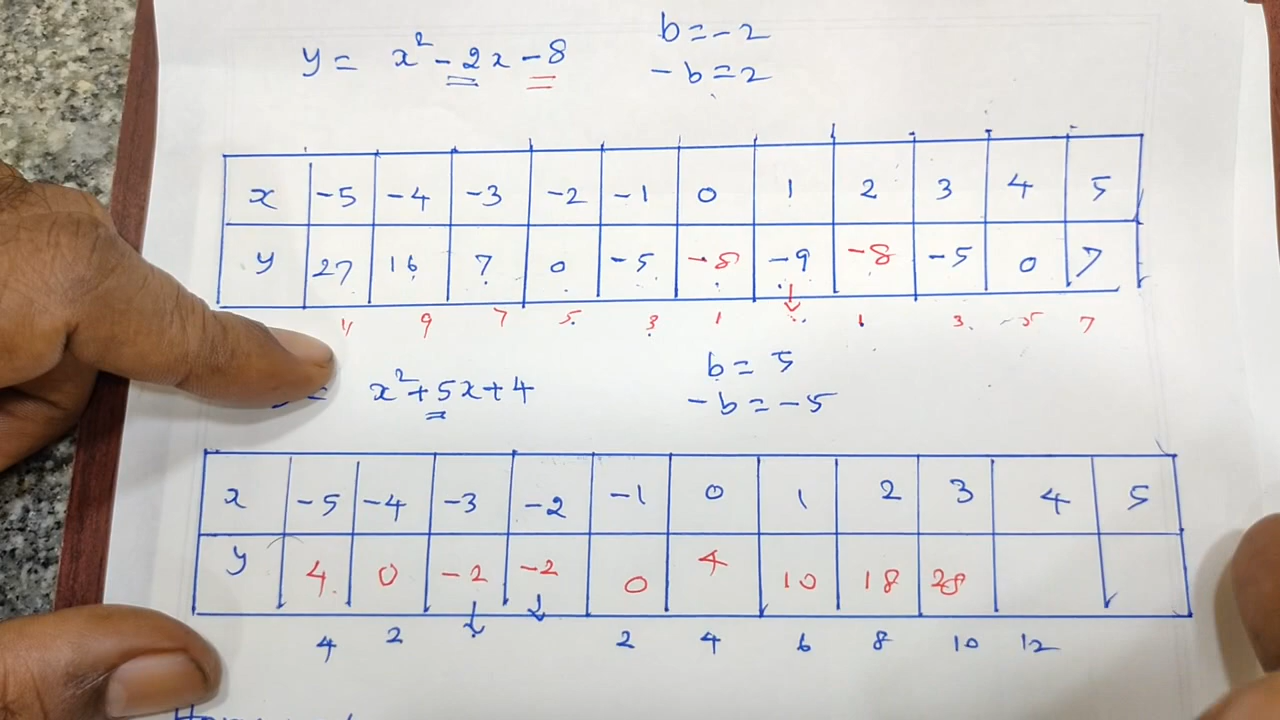 y = x² - 2x - 8
b = -2
-b = 2
x -5 -4 -3 -2 -1 0 1 2 3 4 5
y 27 16 7 0 -5 -8 -9 -8 -5 0 7
11 9 7 5 3 1 1 3 5 7
= x² + 5x + 4
b = 5
-b = -5
x -5 -4 -3 -2 -1 0 1 2 3 4 5
y 4 0 -2 -2 0 4 10 18 28
4 2 2 4 6 8 10 12